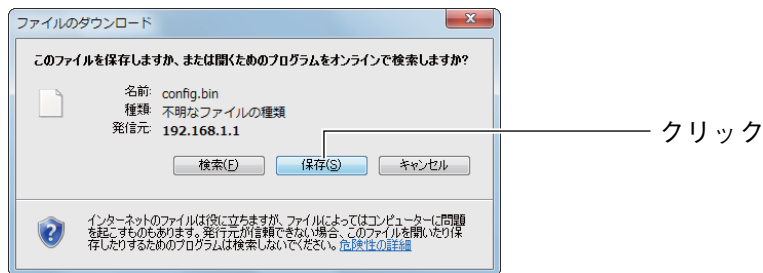 ファイルのダウンロード
このファイルを保存しますか、または開くためのプログラムをオンラインで検索しますか?
名前: config.bin
種類: 不明なファイルの種類
発信元: 192.168.1.1
検索(F) 保存(S) キャンセル
クリック
インターネットのファイルは役に立ちますが、ファイルによってはコンピューターに問題
を起こすものもあります。発行元が信頼できない場合、このファイルを開いたり保
存したりするためのプログラムは検索しないでください。危険性の詳細